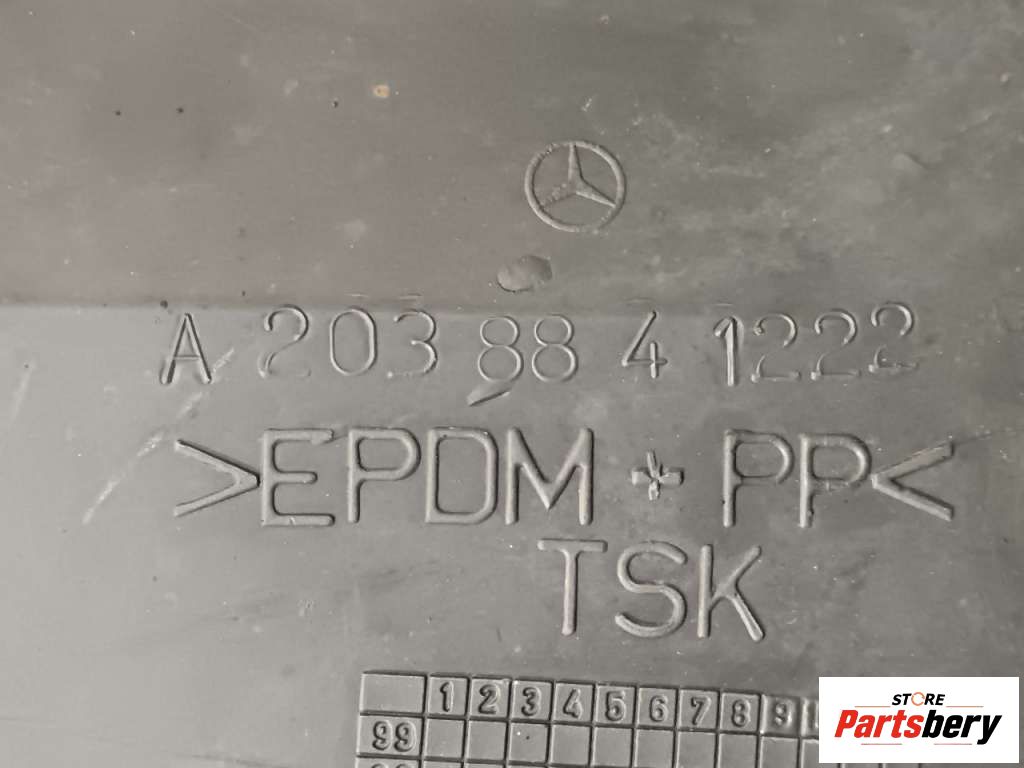 A 203 88 4 1222
>EPDM + PP<
TSK
1 2 3 4 5 6 7 8 9
99
STORE
Partsbery